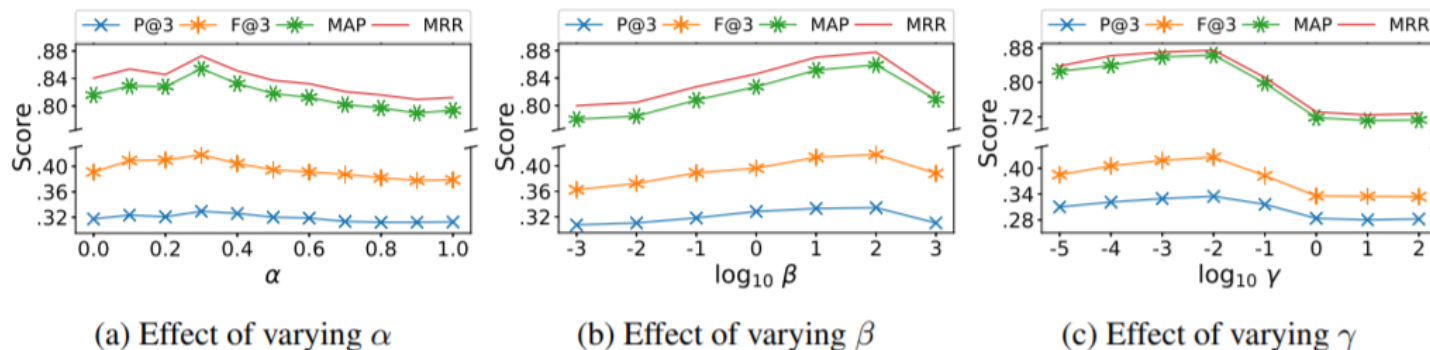 P@3 F@3 MAP MRR
.88
.84
.80
.40
.36
.32
Score
0.0 0.2 0.4 0.6 0.8 1.0
α
(a) Effect of varying α
P@3 F@3 MAP MRR
.88
.84
.80
.40
.36
.32
Score
-3 -2 -1 0 1 2 3
log10 β
(b) Effect of varying β
P@3 F@3 MAP MRR
.88
.80
.72
.40
.34
.28
Score
-5 -4 -3 -2 -1 0 1 2
log10 γ
(c) Effect of varying γ